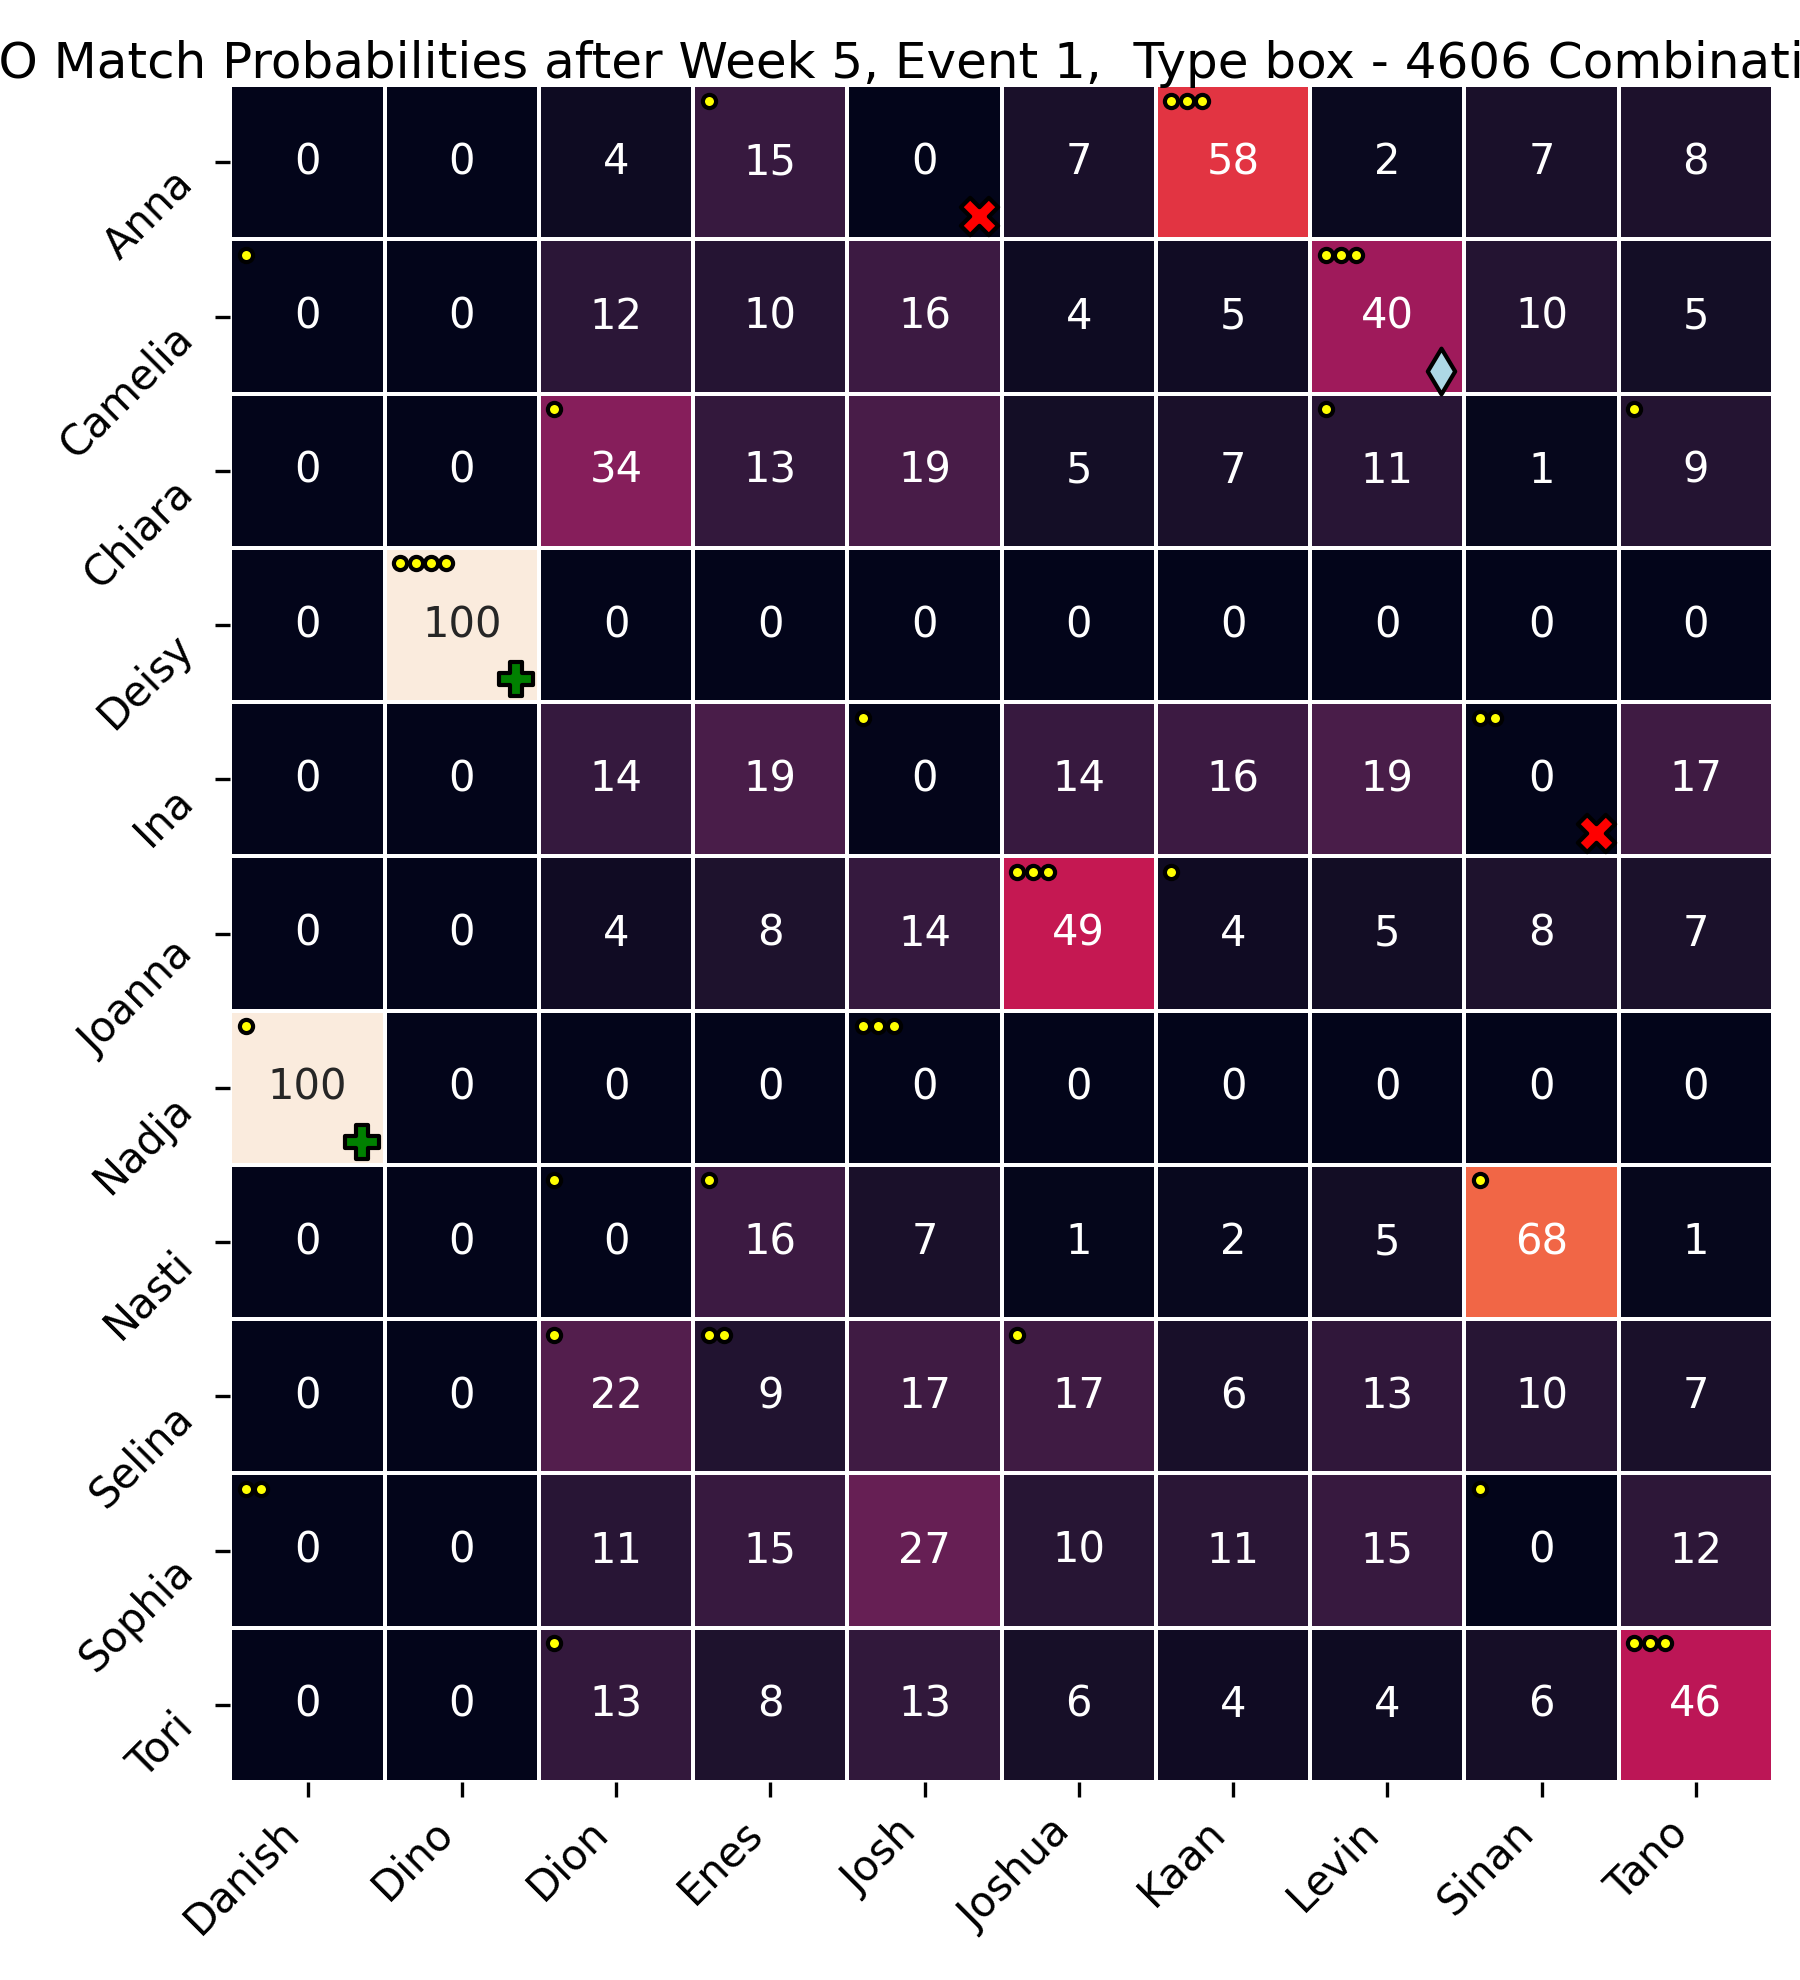 O Match Probabilities after Week 5, Event 1, Type box - 4606 Combinati
Anna 0 0 4 15 0 7 58 2 7 8
Camelia 0 0 12 10 16 4 5 40 10 5
Chiara 0 0 34 13 19 5 7 11 1 9
Deisy 0 100 0 0 0 0 0 0 0 0
Ina 0 0 14 19 0 14 16 19 0 17
Joanna 0 0 4 8 14 49 4 5 8 7
Nadja 100 0 0 0 0 0 0 0 0 0
Nasti 0 0 0 16 7 1 2 5 68 1
Selina 0 0 22 9 17 17 6 13 10 7
Sophia 0 0 11 15 27 10 11 15 0 12
Tori 0 0 13 8 13 6 4 4 6 46
Danish Dino Dion Enes Josh Joshua Kaan Levin Sinan Tano